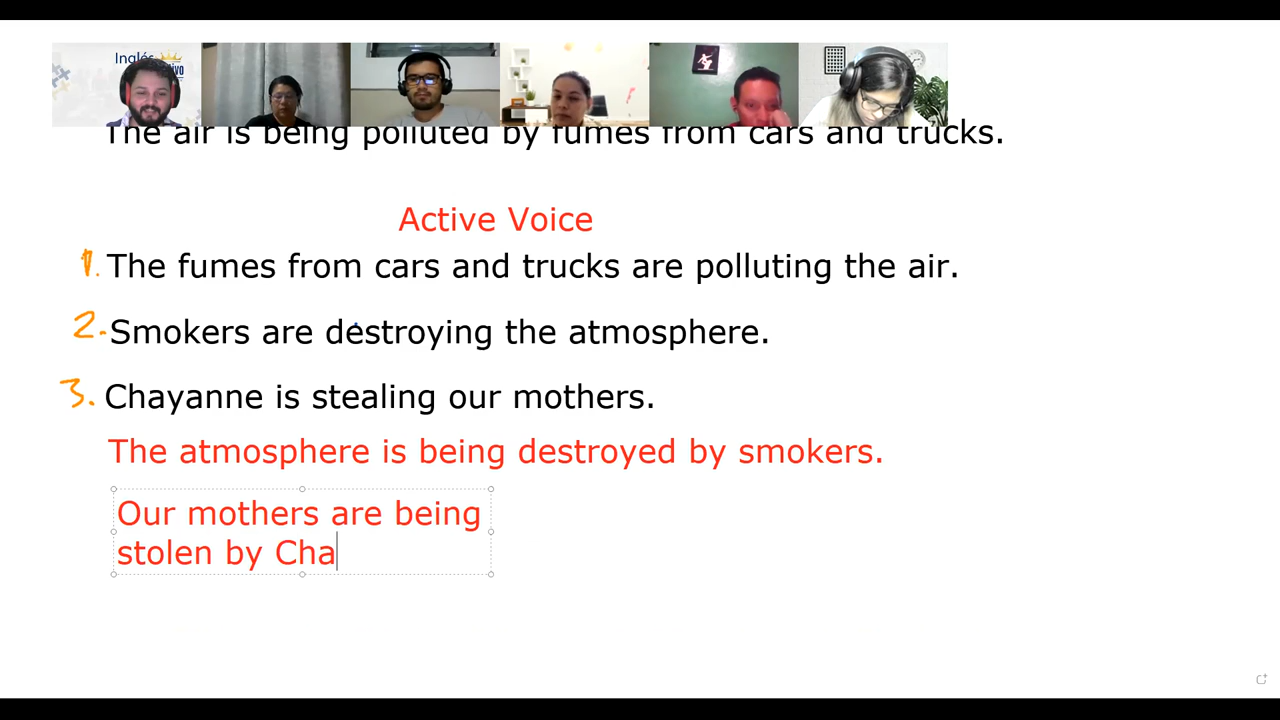 Inglés
The air is being polluted by fumes from cars and trucks.
Active Voice
1. The fumes from cars and trucks are polluting the air.
2. Smokers are destroying the atmosphere.
3. Chayanne is stealing our mothers.
The atmosphere is being destroyed by smokers.
Our mothers are being
stolen by Cha